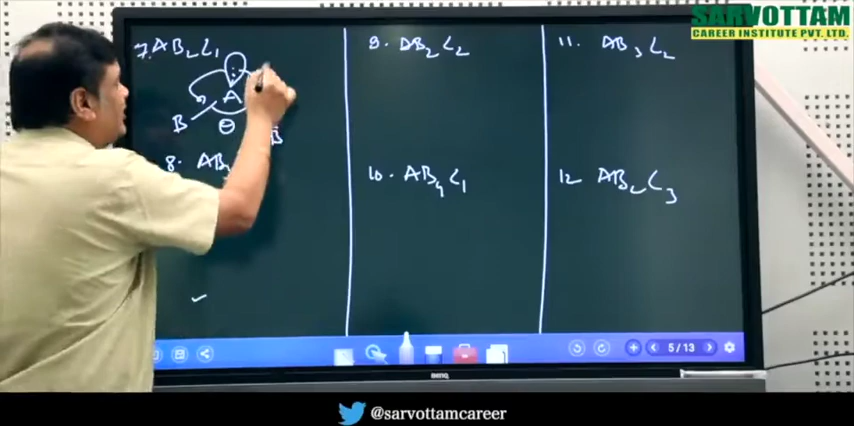 7. AB₂L₁
A
B
θ
B
8. AB₃
9. AB₂L₂
10. AB₄L₁
11. AB₃L₂
12 AB₂L₃
SARVOTTAM
CAREER INSTITUTE PVT. LTD.
5/13
BENQ
@sarvottamcareer